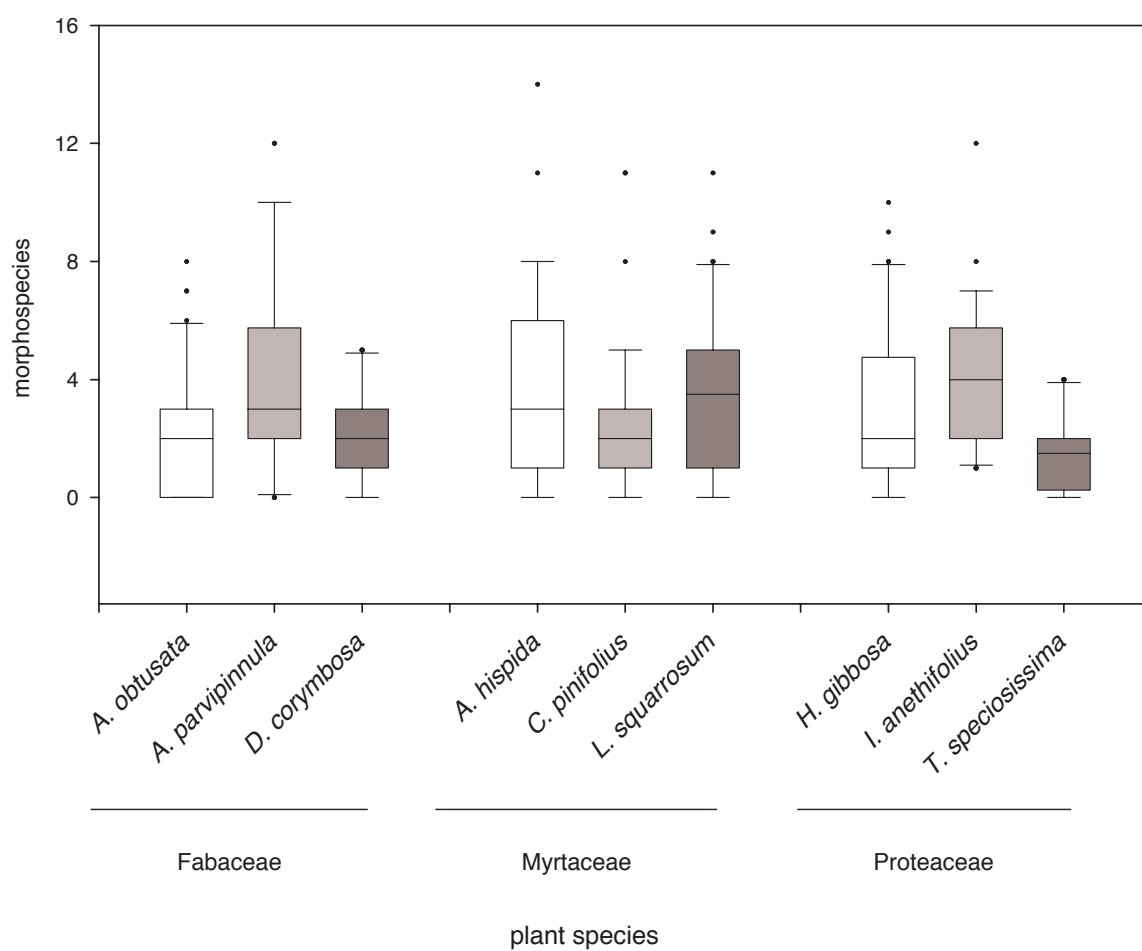 16
12
8
4
0
morphospecies
A. obtusata
A. parvipinnula
D. corymbosa
A. hispida
C. pinifolius
L. squarrosum
H. gibbosa
I. anethifolius
T. speciosissima
Fabaceae
Myrtaceae
Proteaceae
plant species